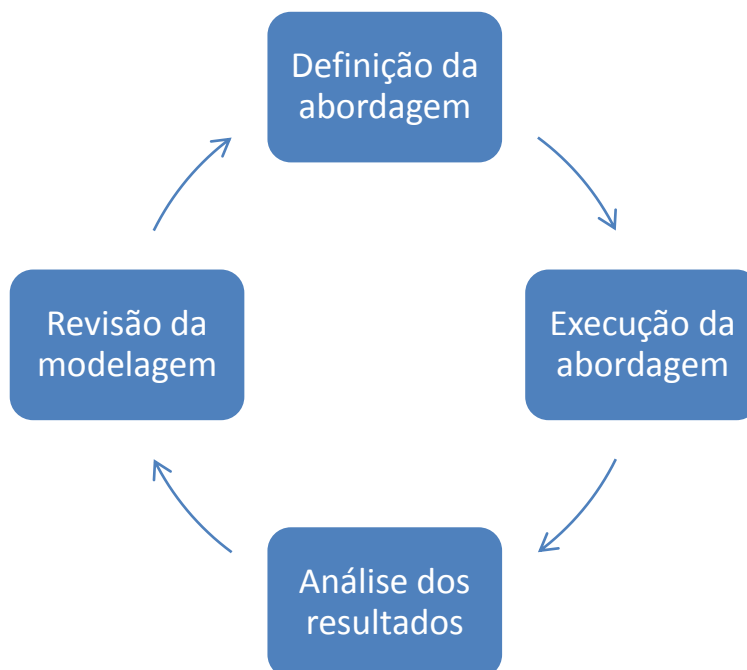 Definição da
abordagem
Execução da
abordagem
Análise dos
resultados
Revisão da
modelagem